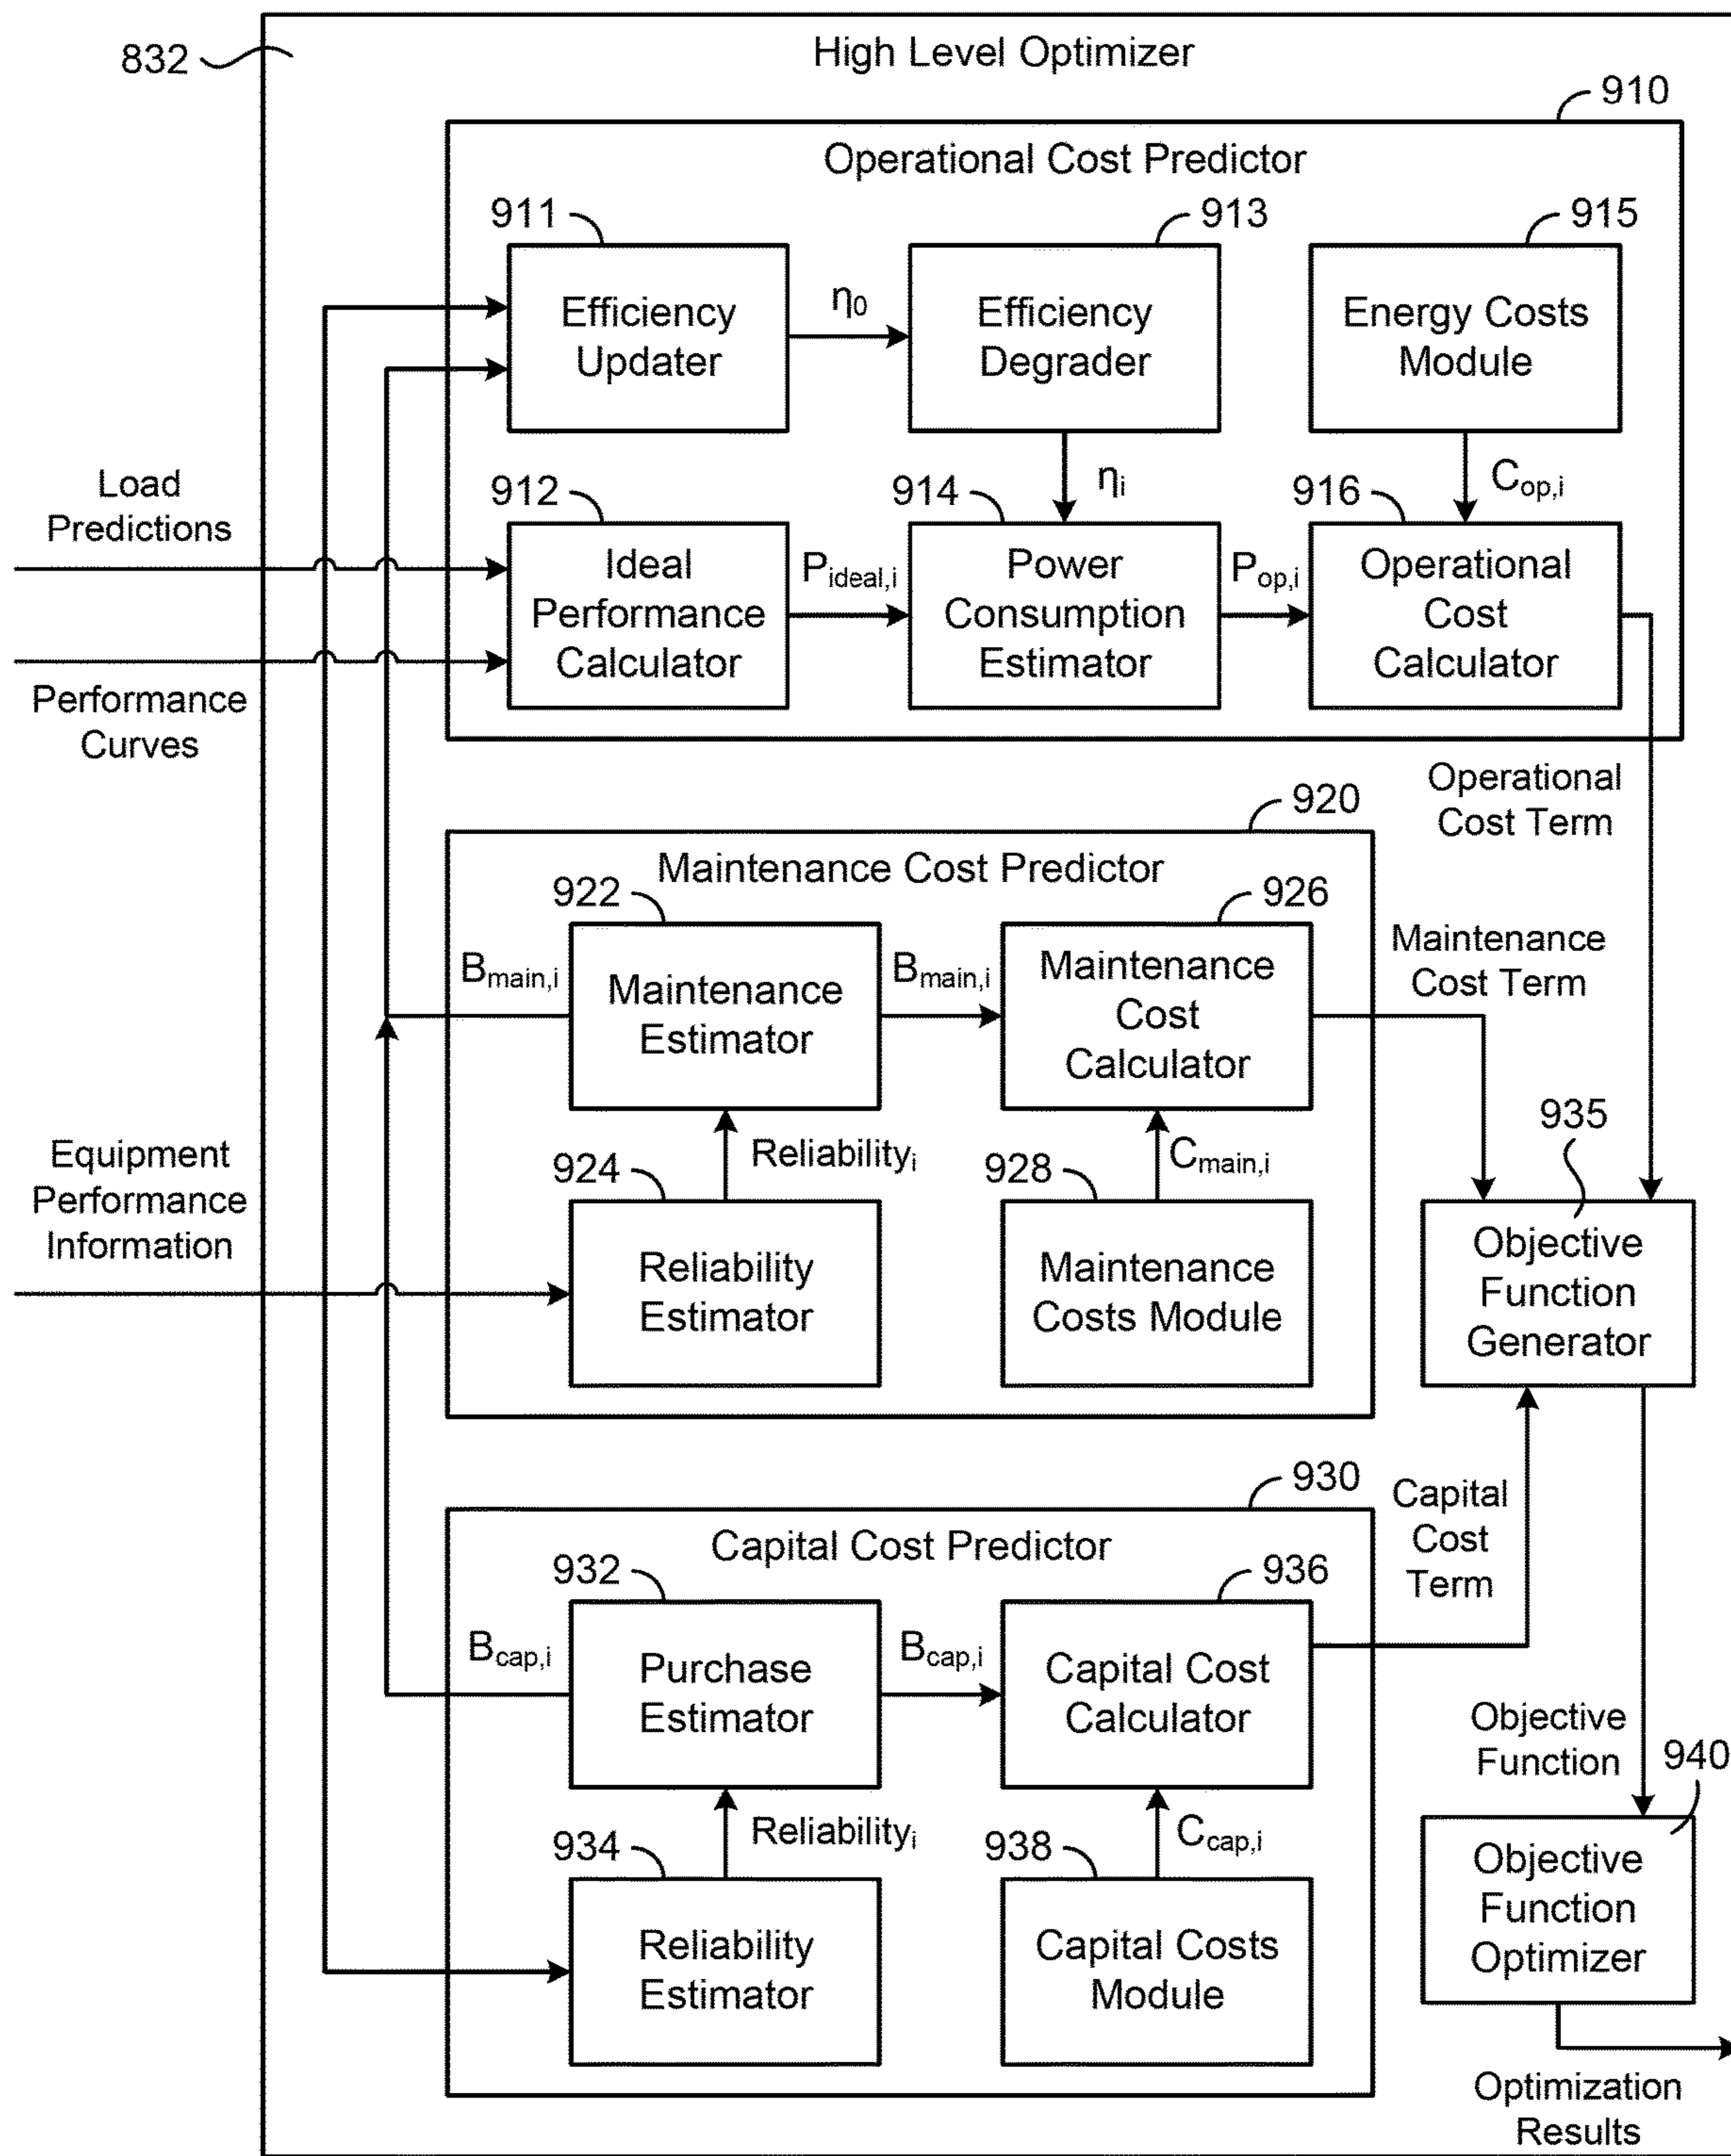 832
High Level Optimizer
910
Operational Cost Predictor
911
913
915
Efficiency
Updater
η0
Efficiency
Degrader
Energy Costs
Module
Load
Predictions
ηi
Cop,i
912
914
916
Ideal
Performance
Calculator
Pideal,i
Power
Consumption
Estimator
Pop,i
Operational
Cost
Calculator
Performance
Curves
Operational
Cost Term
920
Maintenance Cost Predictor
922
926
Bmain,i
Maintenance
Estimator
Bmain,i
Maintenance
Cost
Calculator
Maintenance
Cost Term
Equipment
Performance
Information
Reliabilityi
Cmain,i
924
928
935
Reliability
Estimator
Maintenance
Costs Module
Objective
Function
Generator
930
Capital Cost Predictor
Capital
Cost
Term
932
936
Bcap,i
Purchase
Estimator
Bcap,i
Capital Cost
Calculator
Objective
Function
940
Reliabilityi
Ccap,i
934
938
Reliability
Estimator
Capital Costs
Module
Objective
Function
Optimizer
Optimization
Results